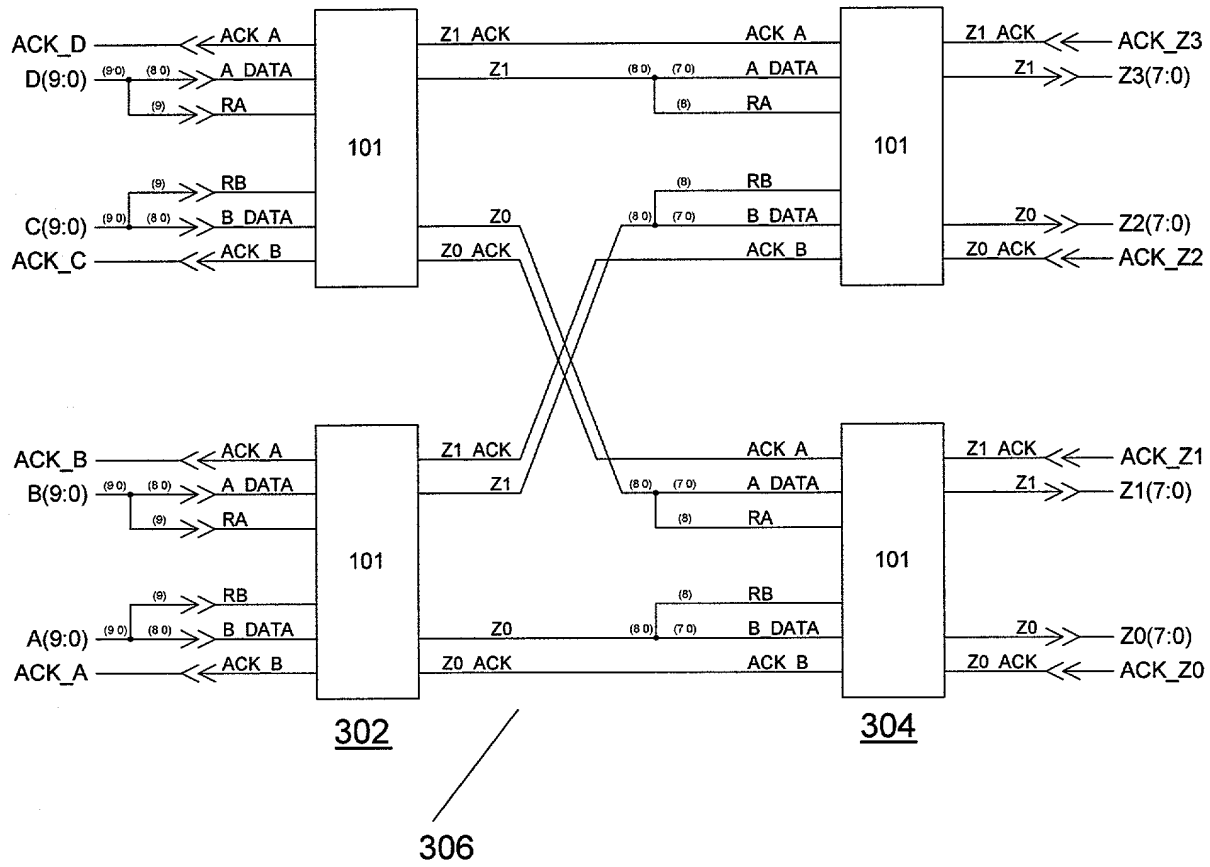 ACK_D ACK_A Z1_ACK ACK_A Z1_ACK ACK_Z3
D(9:0) (9:0) (8:0) A_DATA Z1 (8:0) (7:0) A_DATA Z1 Z3(7:0)
(9) RA (8) RA
101 101
(9) RB (8) RB
C(9:0) (9:0) (8:0) B_DATA Z0 (8:0) (7:0) B_DATA Z0 Z2(7:0)
ACK_C ACK_B Z0_ACK ACK_B Z0_ACK ACK_Z2
ACK_B ACK_A Z1_ACK ACK_A Z1_ACK ACK_Z1
B(9:0) (9:0) (8:0) A_DATA Z1 (8:0) (7:0) A_DATA Z1 Z1(7:0)
(9) RA (8) RA
101 101
(9) RB (8) RB
A(9:0) (9:0) (8:0) B_DATA Z0 (8:0) (7:0) B_DATA Z0 Z0(7:0)
ACK_A ACK_B Z0_ACK ACK_B Z0_ACK ACK_Z0
302 304
306